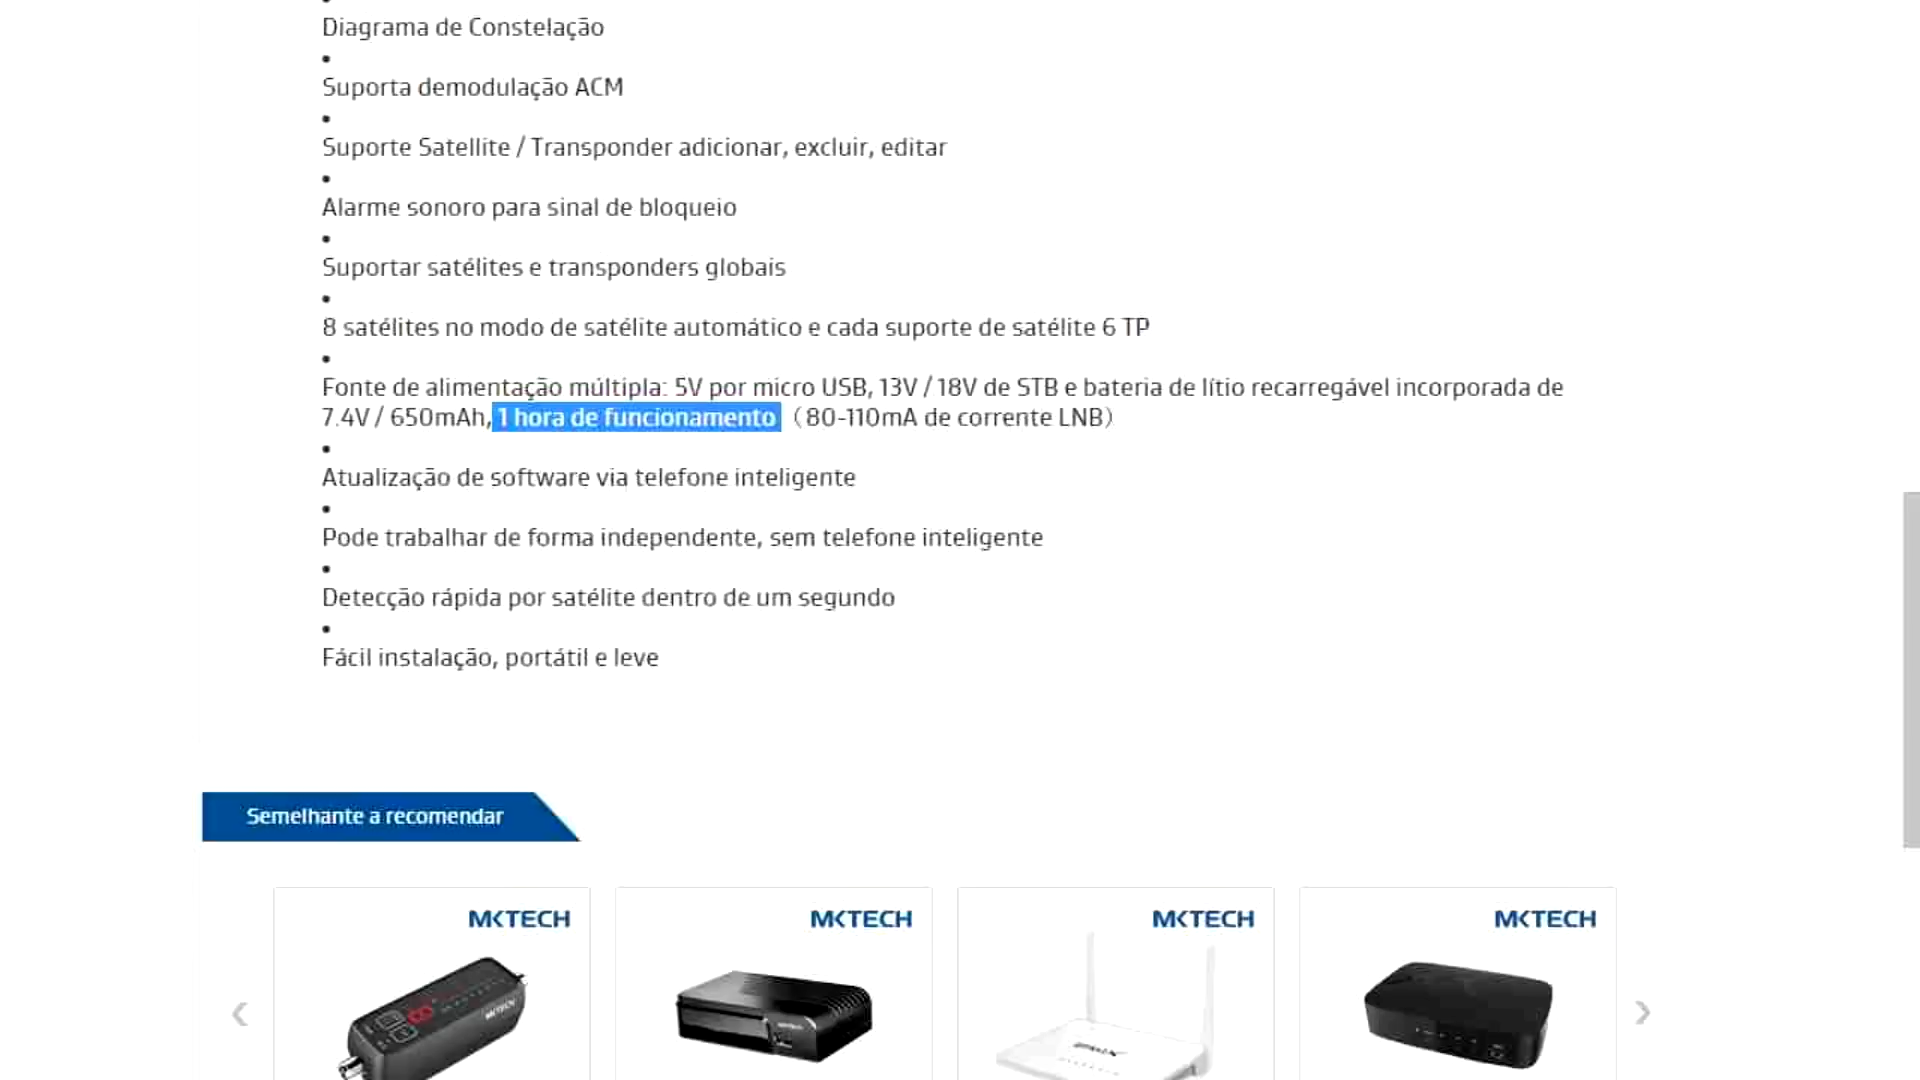 Diagrama de Constelação
•
Suporta demodulação ACM
•
Suporte Satellite / Transponder adicionar, excluir, editar
•
Alarme sonoro para sinal de bloqueio
•
Suportar satélites e transponders globais
•
8 satélites no modo de satélite automático e cada suporte de satélite 6 TP
•
Fonte de alimentação múltipla: 5V por micro USB, 13V / 18V de STB e bateria de lítio recarregável incorporada de
7.4V / 650mAh, 1 hora de funcionamento（80-110mA de corrente LNB）
•
Atualização de software via telefone inteligente
•
Pode trabalhar de forma independente, sem telefone inteligente
•
Detecção rápida por satélite dentro de um segundo
•
Fácil instalação, portátil e leve
Semelhante a recomendar
MKTECH MKTECH MKTECH MKTECH
MKTECH